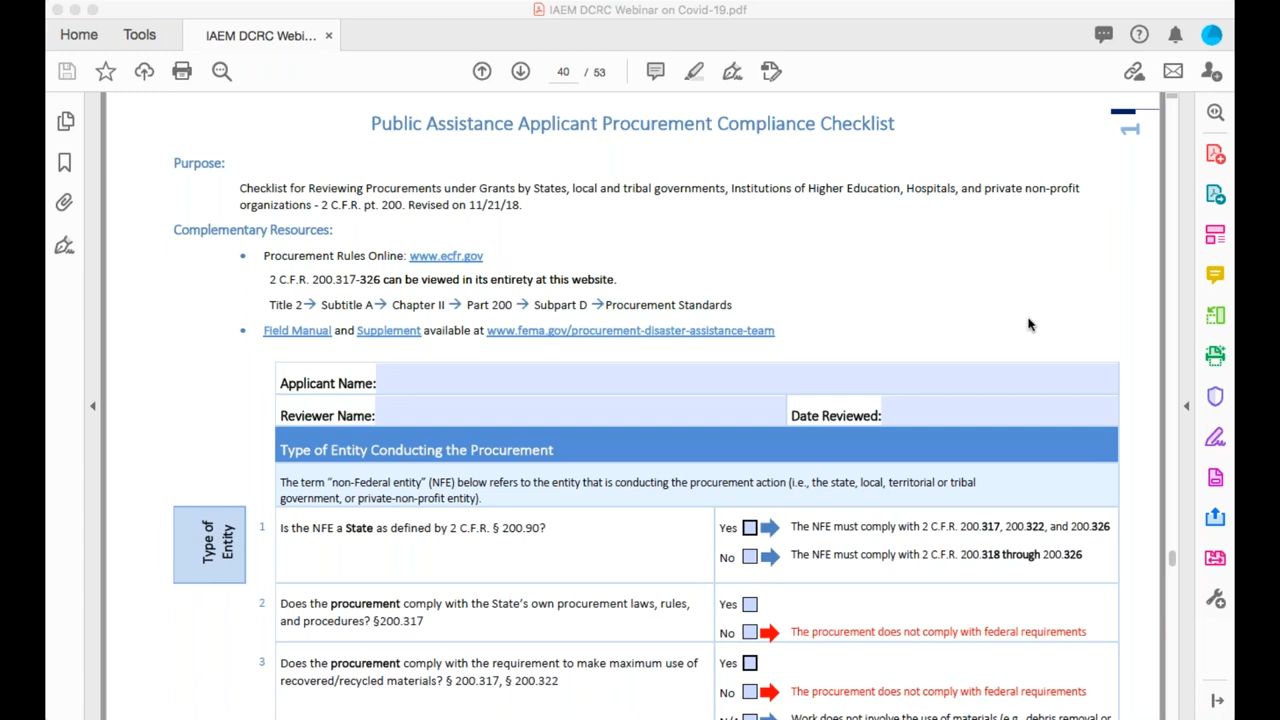 IAEM DCRC Webinar on Covid-19.pdf
Home Tools IAEM DCRC Webi... ×
40 / 53
Public Assistance Applicant Procurement Compliance Checklist
1
Purpose:
Checklist for Reviewing Procurements under Grants by States, local and tribal governments, Institutions of Higher Education, Hospitals, and private non-profit
organizations - 2 C.F.R. pt. 200. Revised on 11/21/18.
Complementary Resources:
• Procurement Rules Online: www.ecfr.gov
2 C.F.R. 200.317-326 can be viewed in its entirety at this website.
Title 2→ Subtitle A→ Chapter II → Part 200 → Subpart D →Procurement Standards
• Field Manual and Supplement available at www.fema.gov/procurement-disaster-assistance-team
Applicant Name:
Reviewer Name: Date Reviewed:
Type of Entity Conducting the Procurement
The term “non-Federal entity” (NFE) below refers to the entity that is conducting the procurement action (i.e., the state, local, territorial or tribal
government, or private-non-profit entity).
Type of
Entity
1 Is the NFE a State as defined by 2 C.F.R. § 200.90?
Yes The NFE must comply with 2 C.F.R. 200.317, 200.322, and 200.326
No The NFE must comply with 2 C.F.R. 200.318 through 200.326
2 Does the procurement comply with the State’s own procurement laws, rules,
and procedures? §200.317
Yes
No The procurement does not comply with federal requirements
3 Does the procurement comply with the requirement to make maximum use of
recovered/recycled materials? § 200.317, § 200.322
Yes
No The procurement does not comply with federal requirements
N/A Work does not involve the use of materials (e.g., debris removal or